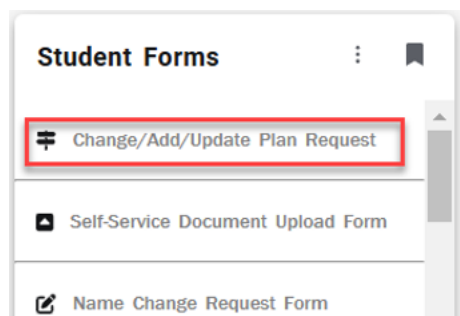 Student Forms
Change/Add/Update Plan Request
Self-Service Document Upload Form
Name Change Request Form